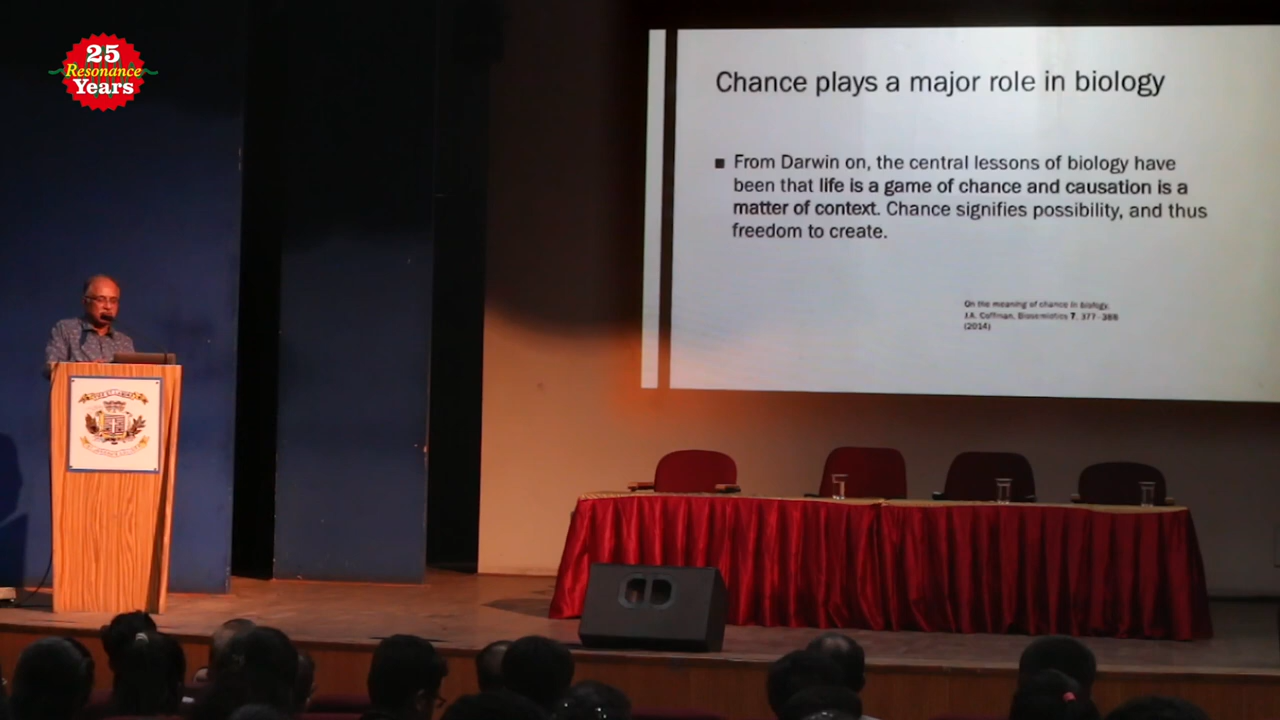 25
Resonance
Years
Chance plays a major role in biology
■ From Darwin on, the central lessons of biology have
been that life is a game of chance and causation is a
matter of context. Chance signifies possibility, and thus
freedom to create.
On the meaning of chance in biology,
J.A. Coffman, Biosemiotics 7, 377-388
(2014)